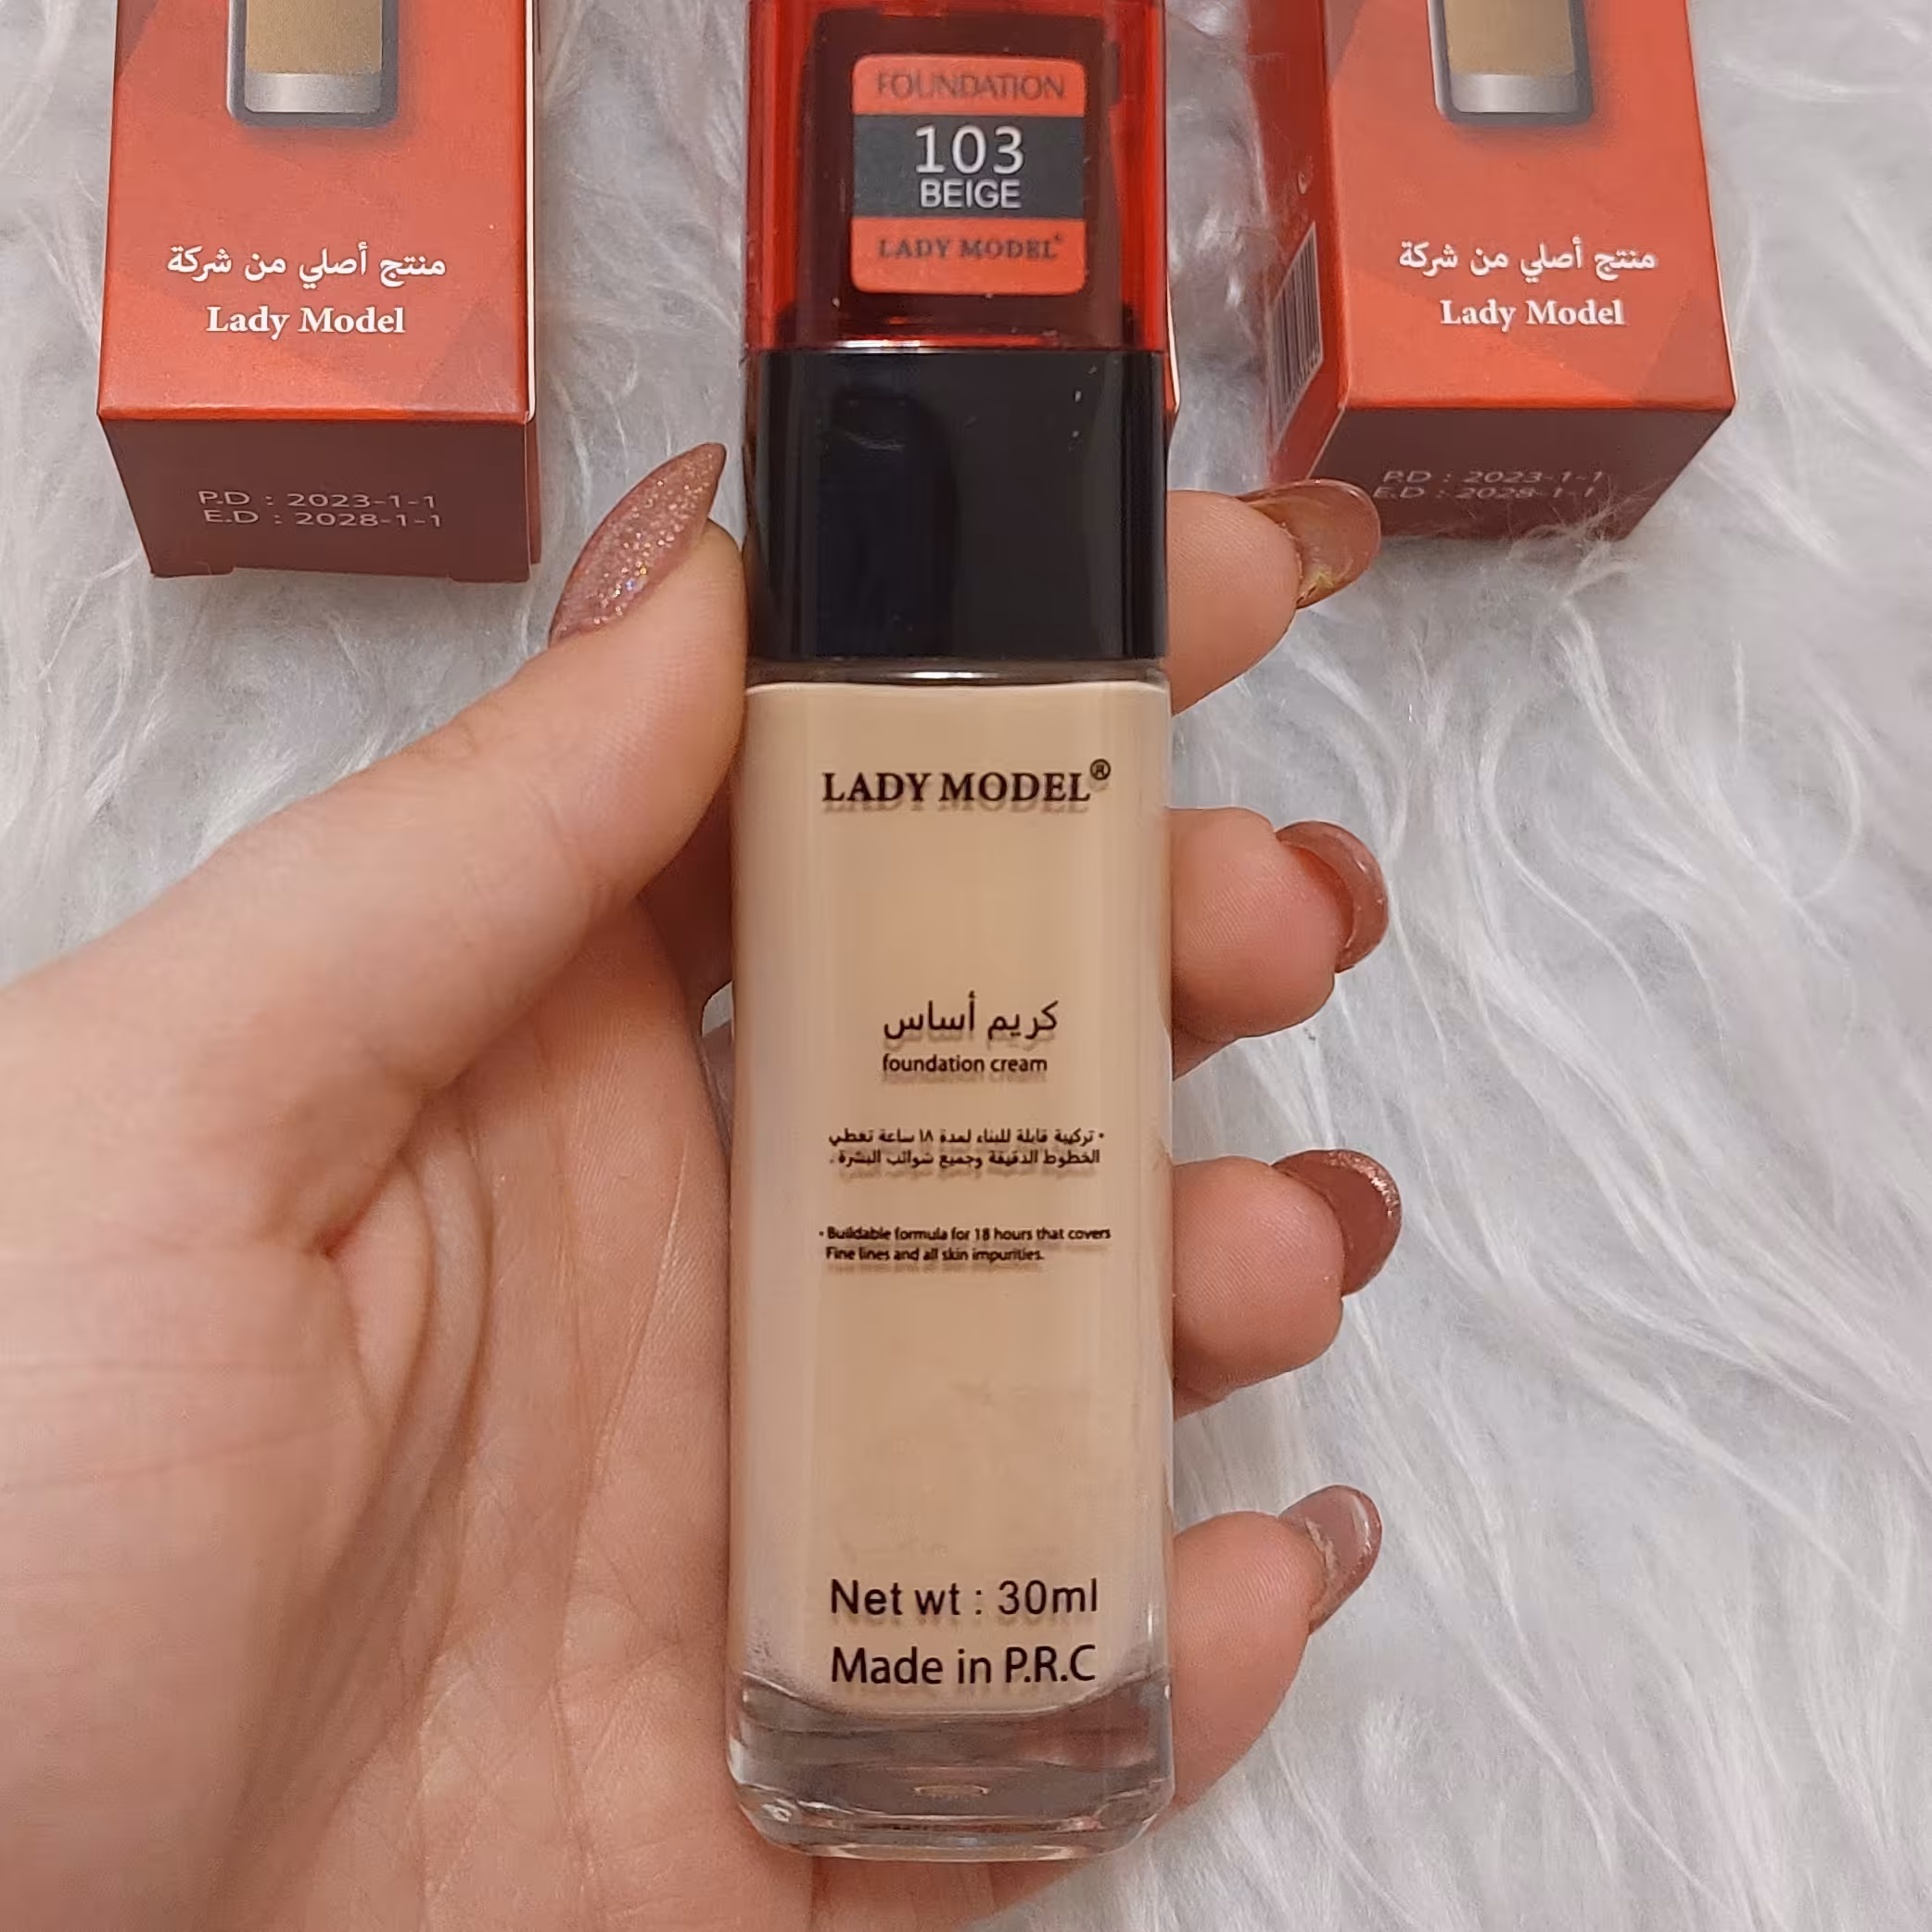 FOUNDATION
103
BEIGE
LADY MODEL
منتج أصلي من شركة
Lady Model
P.D : 2023-1-1
E.D : 2028-1-1
منتج أصلي من شركة
Lady Model
P.D : 2023-1-1
E.D : 2028-1-1
LADY MODEL®
كريم أساس
foundation cream
• تركيبة قابلة للبناء لمدة ١٨ ساعة تغطي
الخطوط الدقيقة وجميع شوائب البشرة .
• Buildable formula for 18 hours that covers
Fine lines and all skin impurities.
Net wt : 30ml
Made in P.R.C